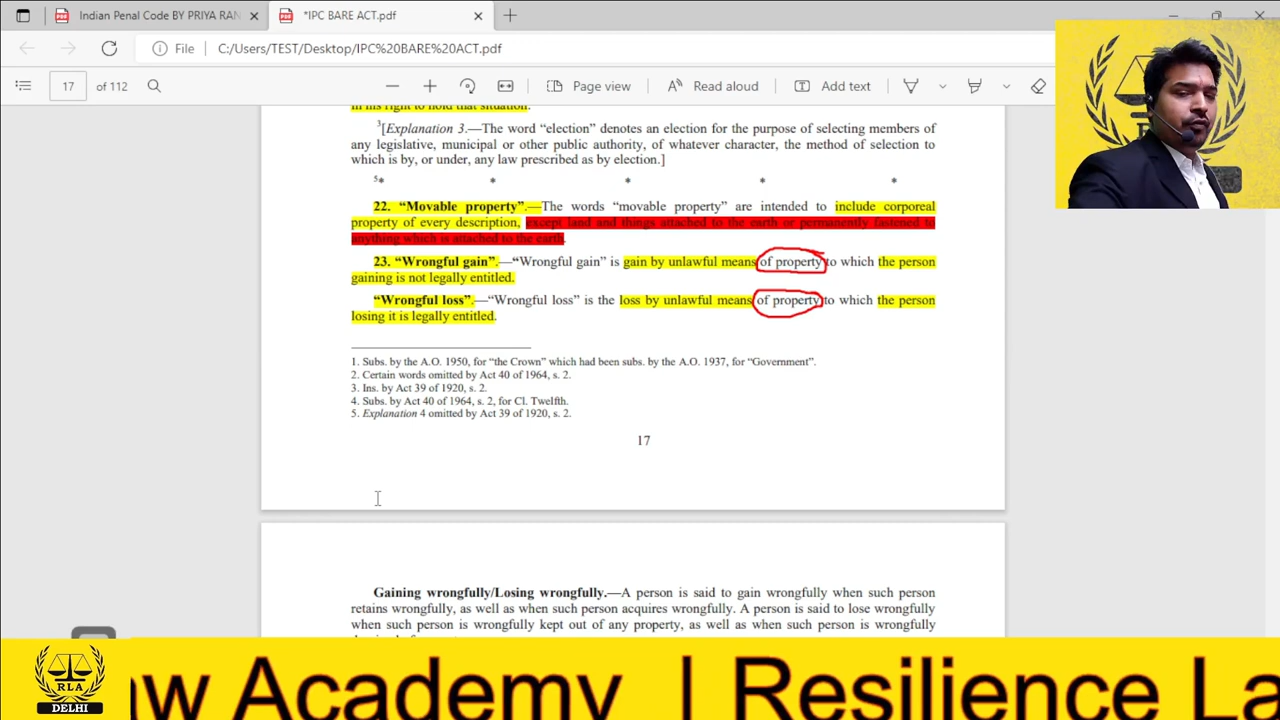 Indian Penal Code BY PRIYA RAN
*IPC BARE ACT.pdf
File C:/Users/TEST/Desktop/IPC%20BARE%20ACT.pdf
17 of 112 Page view Read aloud Add text
in his right to hold that situation.
3[Explanation 3.—The word “election” denotes an election for the purpose of selecting members of
any legislative, municipal or other public authority, of whatever character, the method of selection to
which is by, or under, any law prescribed as by election.]
5* * * * *
22. “Movable property”.—The words “movable property” are intended to include corporeal
property of every description, except land and things attached to the earth or permanently fastened to
anything which is attached to the earth.
23. “Wrongful gain”.—“Wrongful gain” is gain by unlawful means of property to which the person
gaining is not legally entitled.
“Wrongful loss”.—“Wrongful loss” is the loss by unlawful means of property to which the person
losing it is legally entitled.
1. Subs. by the A.O. 1950, for “the Crown” which had been subs. by the A.O. 1937, for “Government”.
2. Certain words omitted by Act 40 of 1964, s. 2.
3. Ins. by Act 39 of 1920, s. 2.
4. Subs. by Act 40 of 1964, s. 2, for Cl. Twelfth.
5. Explanation 4 omitted by Act 39 of 1920, s. 2.
17
Gaining wrongfully/Losing wrongfully.—A person is said to gain wrongfully when such person
retains wrongfully, as well as when such person acquires wrongfully. A person is said to lose wrongfully
when such person is wrongfully kept out of any property, as well as when such person is wrongfully
RLA
DELHI
aw Academy | Resilience La